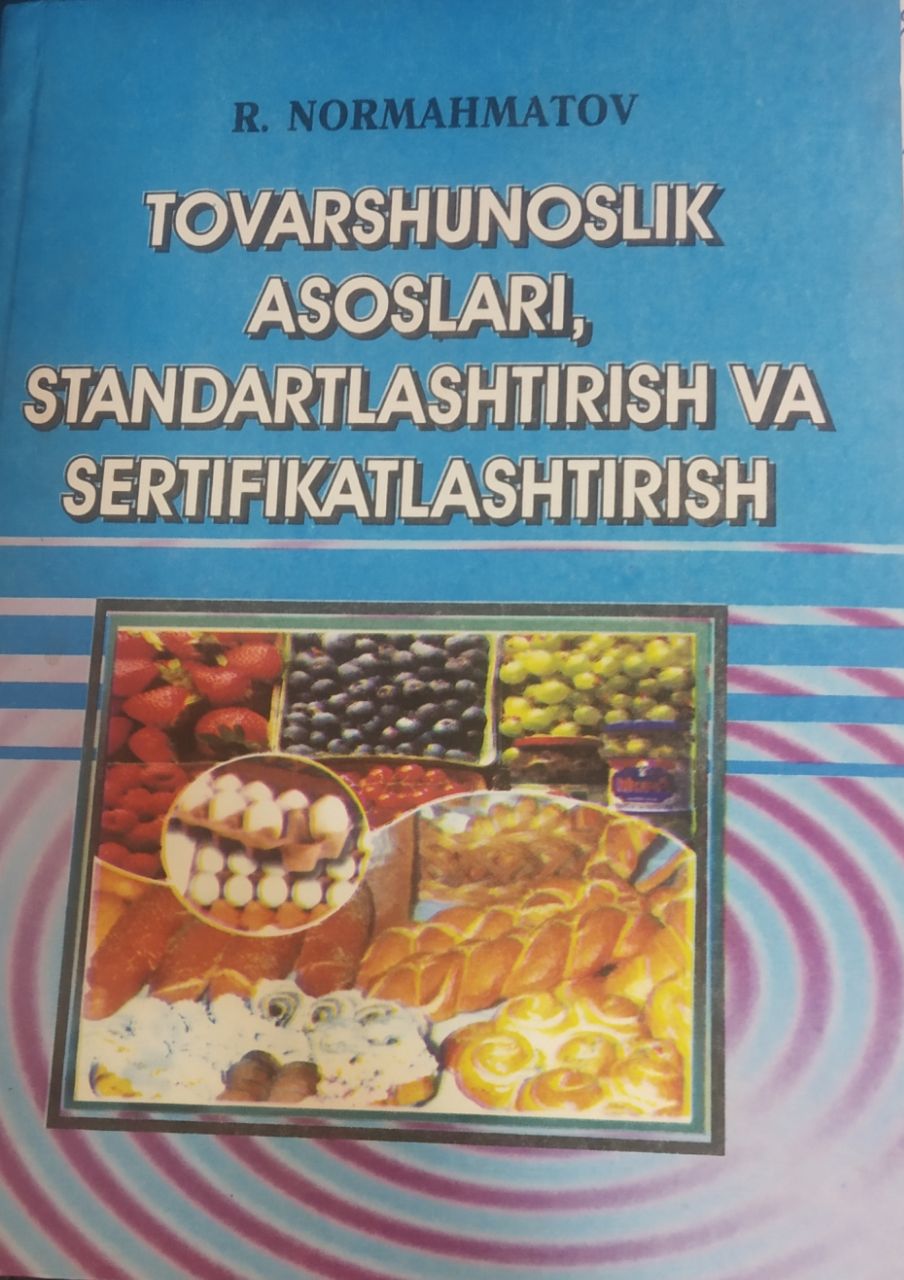 R. NORMAHMATOV
TOVARSHUNOSLIK
ASOSLARI,
STANDARTLASHTIRISH VA
SERTIFIKATLASHTIRISH